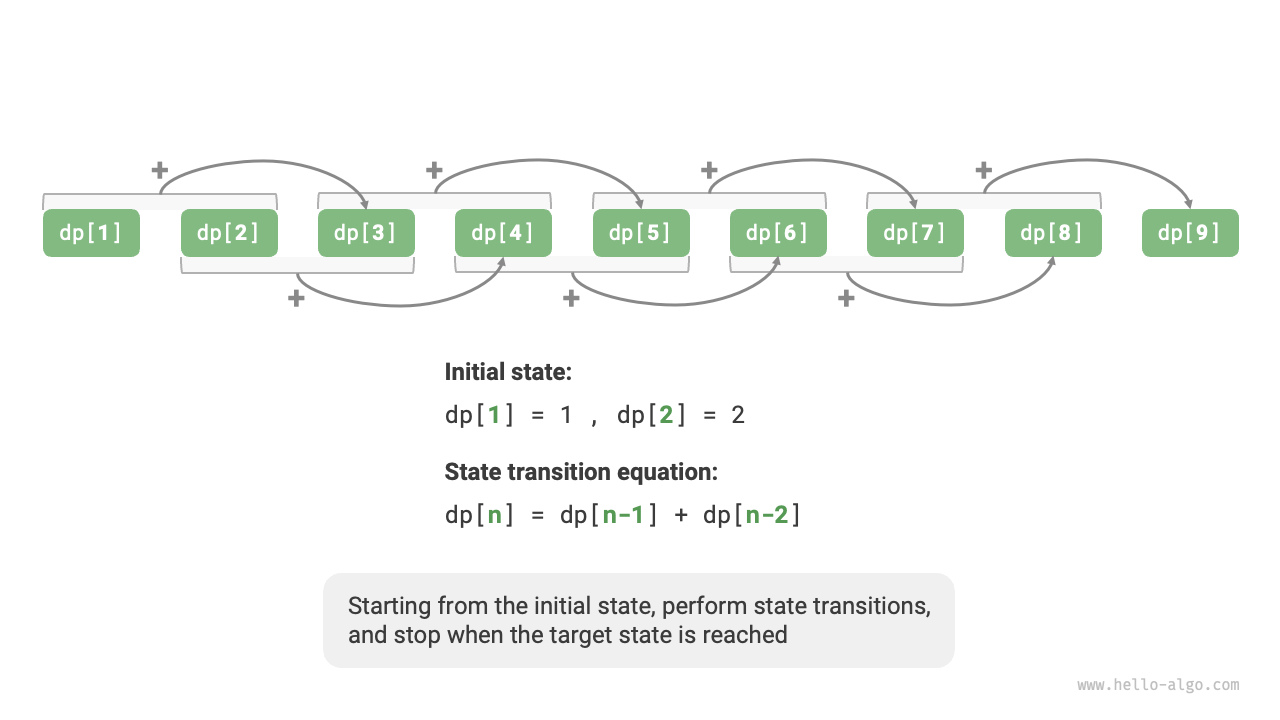 + + + +
dp[1] dp[2] dp[3] dp[4] dp[5] dp[6] dp[7] dp[8] dp[9]
+ + +
Initial state:
dp[1] = 1 , dp[2] = 2
State transition equation:
dp[n] = dp[n-1] + dp[n-2]
Starting from the initial state, perform state transitions,
and stop when the target state is reached
www.hello-algo.com